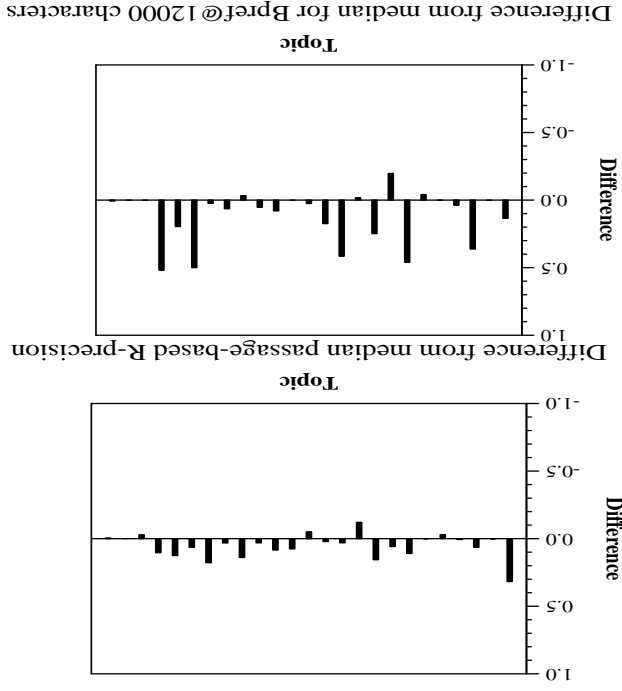 1.0
0.5
Difference
0.0
-0.5
-1.0
Topic
Difference from median passage-based R-precision
1.0
0.5
Difference
0.0
-0.5
-1.0
Topic
Difference from median for Bpref@12000 characters